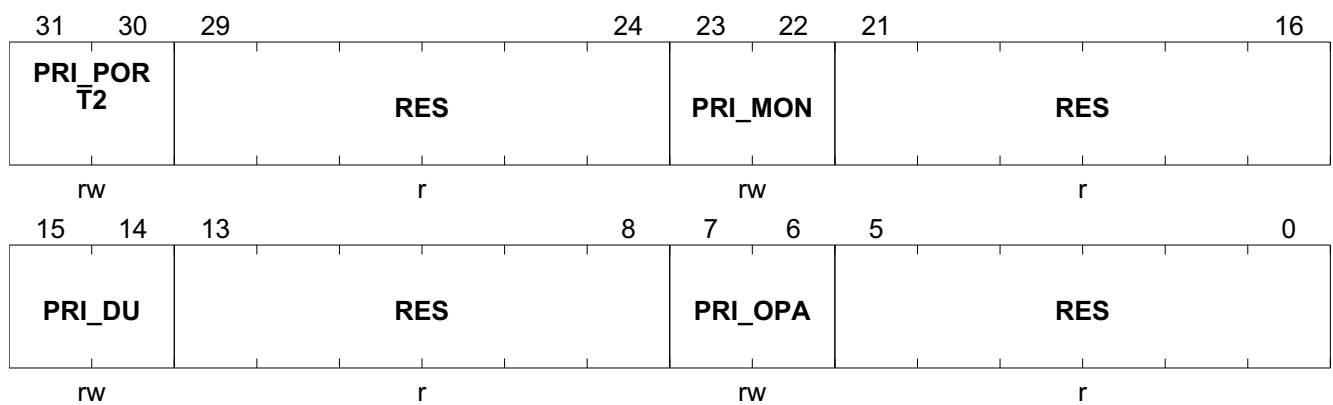 31 30 29 24 23 22 21 16
PRI_POR
T2
RES PRI_MON RES
rw r rw r
15 14 13 8 7 6 5 0
PRI_DU RES PRI_OPA RES
rw r rw r